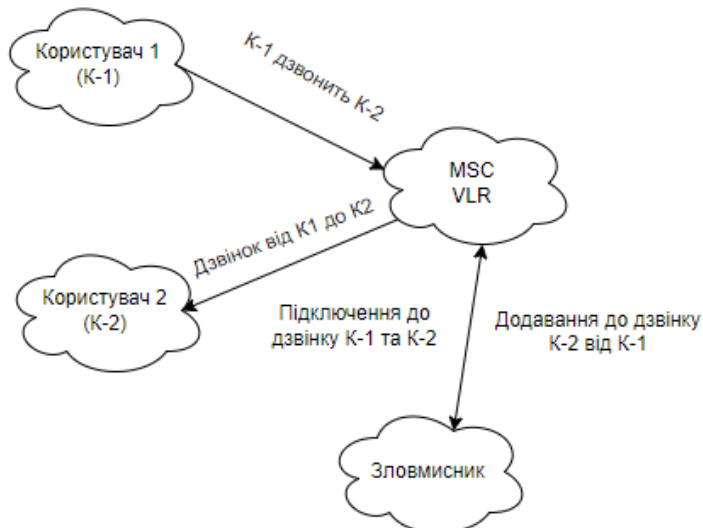 Користувач 1
(К-1)
К-1 дзвонить К-2
MSC
VLR
Дзвінок від К1 до К2
Користувач 2
(К-2)
Підключення до
дзвінку К-1 та К-2
Додавання до дзвінку
К-2 від К-1
Зловмисник